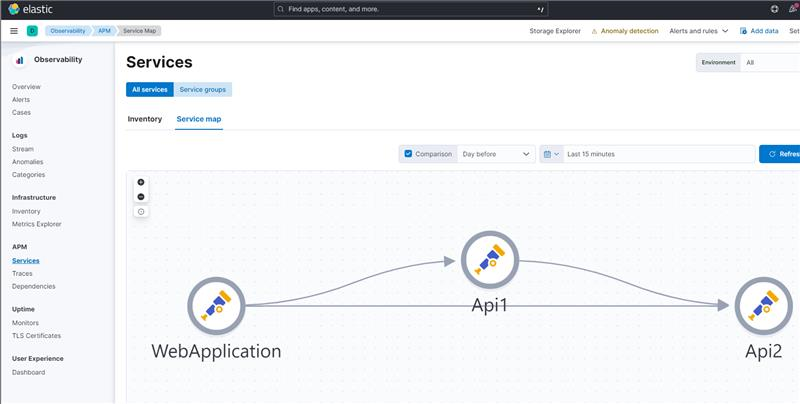 elastic
Find apps, content, and more.
D
Observability
APM
Service Map
Storage Explorer
Anomaly detection
Alerts and rules
Add data
Observability
Services
Environment
All
Overview
Alerts
Cases
All services
Service groups
Logs
Stream
Anomalies
Categories
Inventory
Service map
Comparison
Day before
Last 15 minutes
Infrastructure
Inventory
Metrics Explorer
APM
Services
Traces
Dependencies
Uptime
Monitors
TLS Certificates
User Experience
Dashboard
WebApplication
Api1
Api2